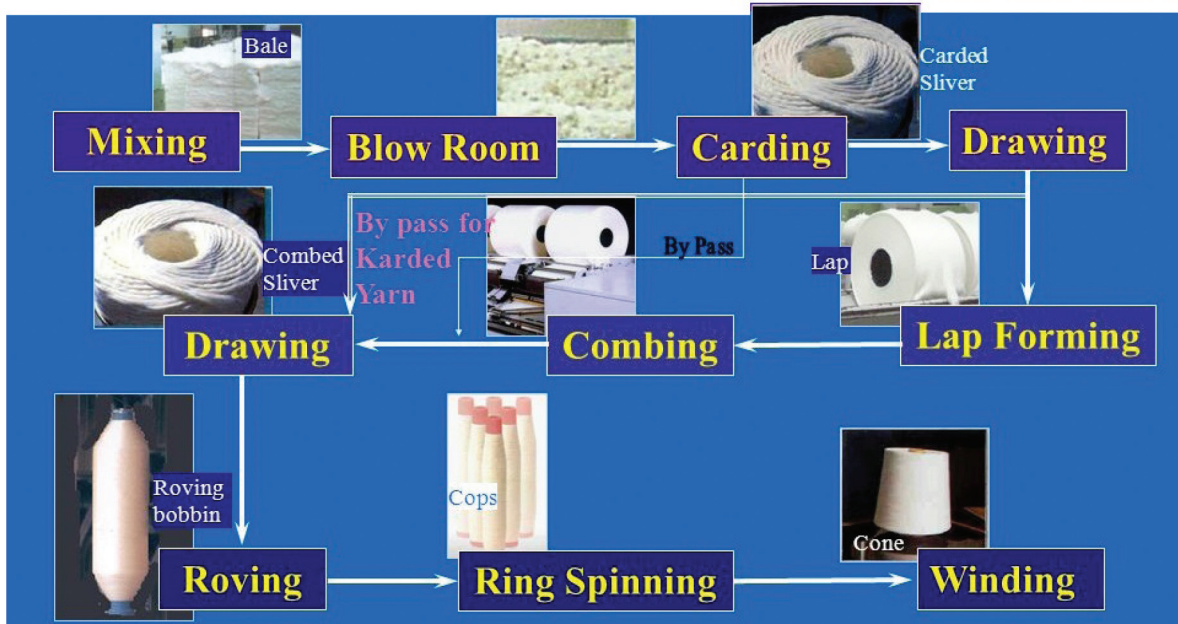 Bale
Carded
Sliver
Mixing
Blow Room
Carding
Drawing
Combed
Sliver
By pass for
Karded
Yarn
By Pass
Lap
Drawing
Combing
Lap Forming
Roving
bobbin
Cops
Cone
Roving
Ring Spinning
Winding